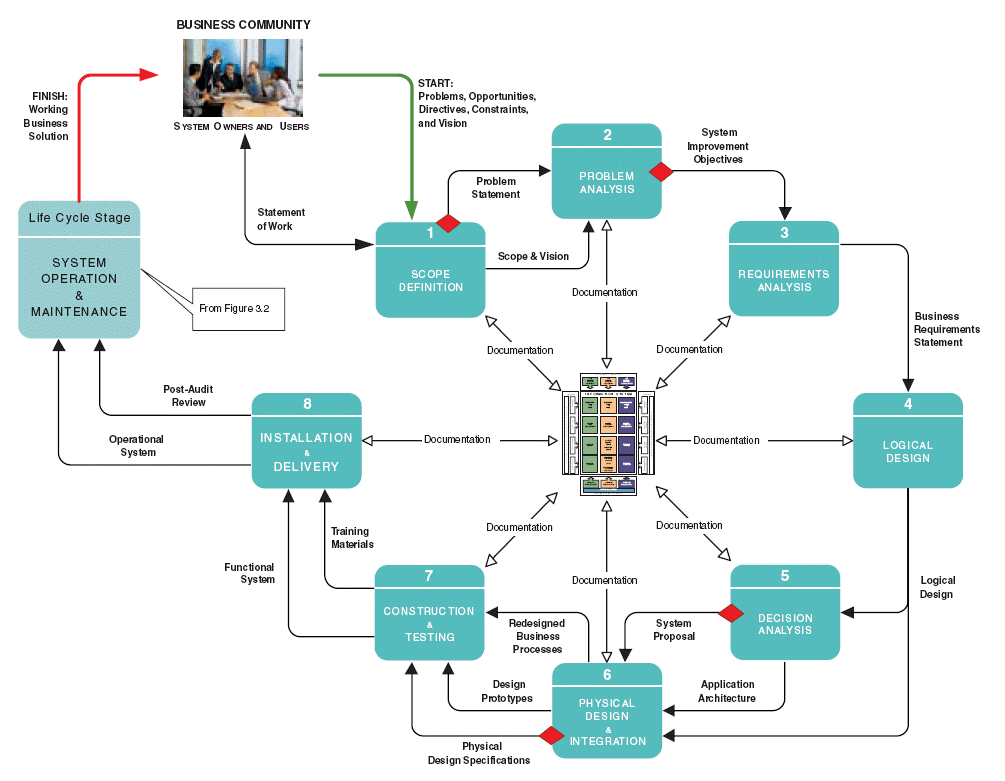 BUSINESS COMMUNITY
SYSTEM OWNERS AND USERS
FINISH:
Working
Business
Solution
START:
Problems, Opportunities,
Directives, Constraints,
and Vision
Statement
of Work
Life Cycle Stage
SYSTEM
OPERATION
&
MAINTENANCE
From Figure 3.2
1
SCOPE
DEFINITION
Problem
Statement
Scope & Vision
2
PROBLEM
ANALYSIS
System
Improvement
Objectives
3
REQUIREMENTS
ANALYSIS
Business
Requirements
Statement
Documentation
Documentation
Documentation
INFORMATION SYSTEM
4
LOGICAL
DESIGN
Documentation
Documentation
8
INSTALLATION
&
DELIVERY
Post-Audit
Review
Operational
System
Documentation
Documentation
Documentation
Training
Materials
Functional
System
7
CONSTRUCTION
&
TESTING
5
DECISION
ANALYSIS
Logical
Design
Redesigned
Business
Processes
System
Proposal
Design
Prototypes
Application
Architecture
6
PHYSICAL
DESIGN
&
INTEGRATION
Physical
Design Specifications